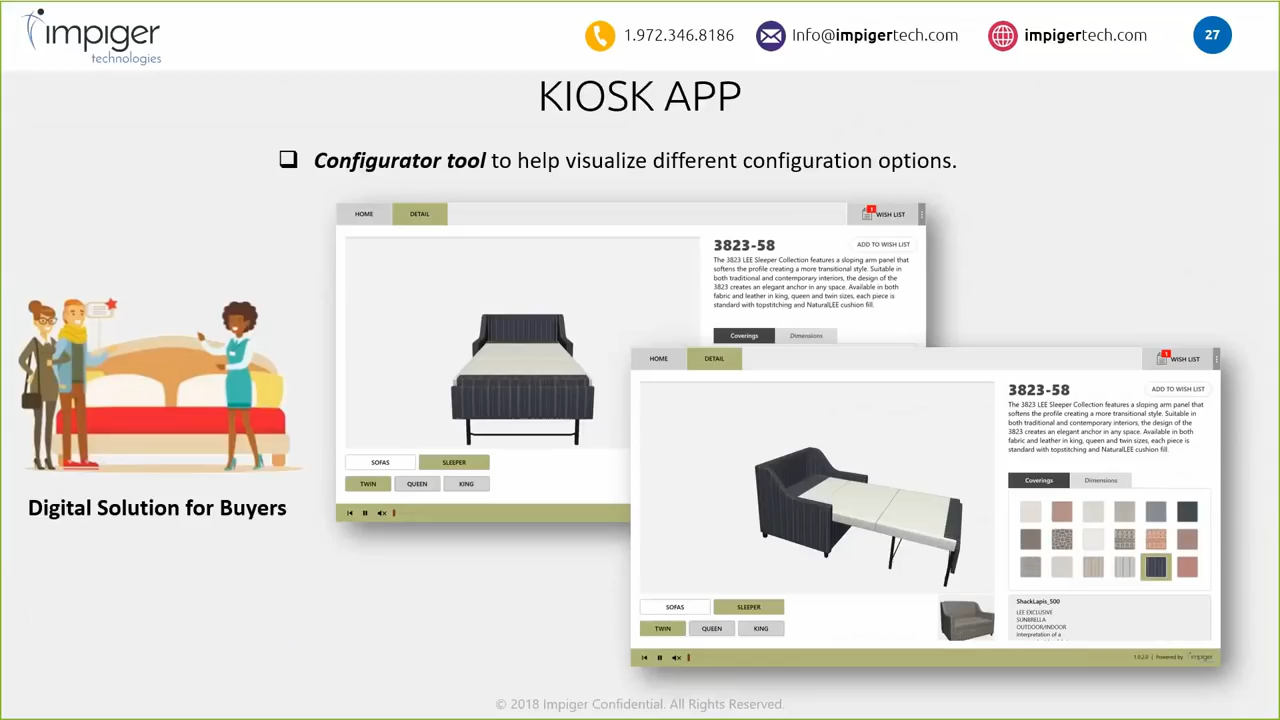 impiger
technologies
1.972.346.8186
Info@impigertech.com
impigertech.com
27
KIOSK APP
❑ Configurator tool to help visualize different configuration options.
HOME
DETAIL
1
WISH LIST
3823-58
ADD TO WISH LIST
The 3823 LEE Sleeper Collection features a sloping arm panel that
softens the profile creating a more transitional style. Suitable in
both traditional and contemporary interiors, the design of the
3823 creates an elegant anchor in any space. Available in both
fabric and leather in king, queen and twin sizes, each piece is
standard with topstitching and NaturalLEE cushion fill.
Coverings
Dimensions
SOFAS
SLEEPER
TWIN
QUEEN
KING
HOME
DETAIL
1
WISH LIST
3823-58
ADD TO WISH LIST
The 3823 LEE Sleeper Collection features a sloping arm panel that
softens the profile creating a more transitional style. Suitable in
both traditional and contemporary interiors, the design of the
3823 creates an elegant anchor in any space. Available in both
fabric and leather in king, queen and twin sizes, each piece is
standard with topstitching and NaturalLEE cushion fill.
Coverings
Dimensions
ShackLapis_500
LEE EXCLUSIVE
SUNBRELLA
OUTDOOR/INDOOR
Interpretation of a
SOFAS
SLEEPER
TWIN
QUEEN
KING
1.0.2.0 | Powered by impiger
Digital Solution for Buyers
© 2018 Impiger Confidential. All Rights Reserved.